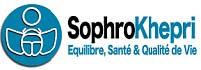 SophroKhepri
Equilibre, Santé & Qualité de Vie